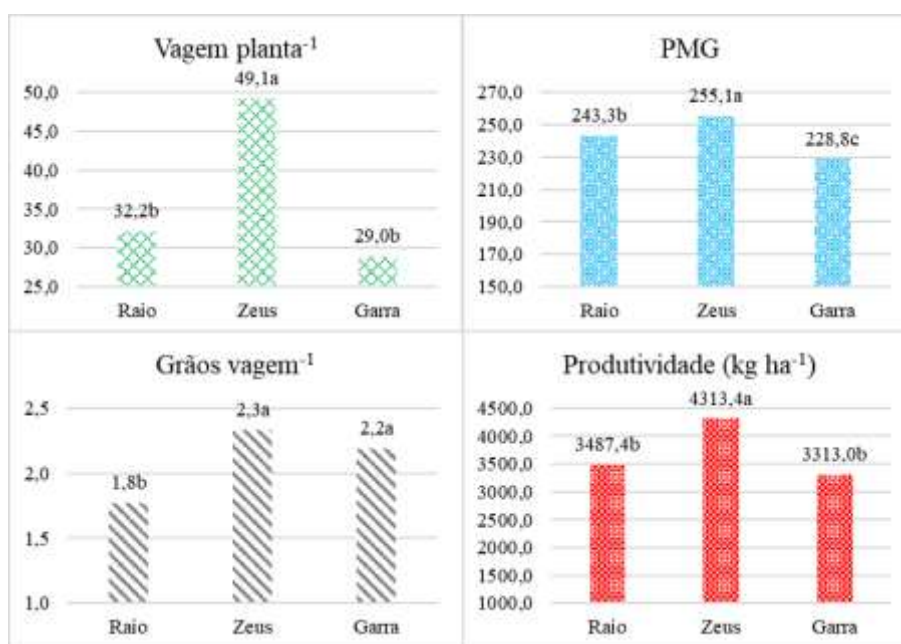 Vagem planta-1
49,1a
50,0
45,0
40,0
35,0
32,2b
30,0
29,0b
25,0
Raio Zeus Garra
PMG
270,0
255,1a
250,0
243,3b
230,0
228,8c
210,0
190,0
170,0
150,0
Raio Zeus Garra
Grãos vagem-1
2,5
2,3a
2,2a
2,0
1,8b
1,5
1,0
Raio Zeus Garra
Produtividade (kg ha-1)
4500,0
4313,4a
4000,0
3500,0
3487,4b
3313,0b
3000,0
2500,0
2000,0
1500,0
1000,0
Raio Zeus Garra